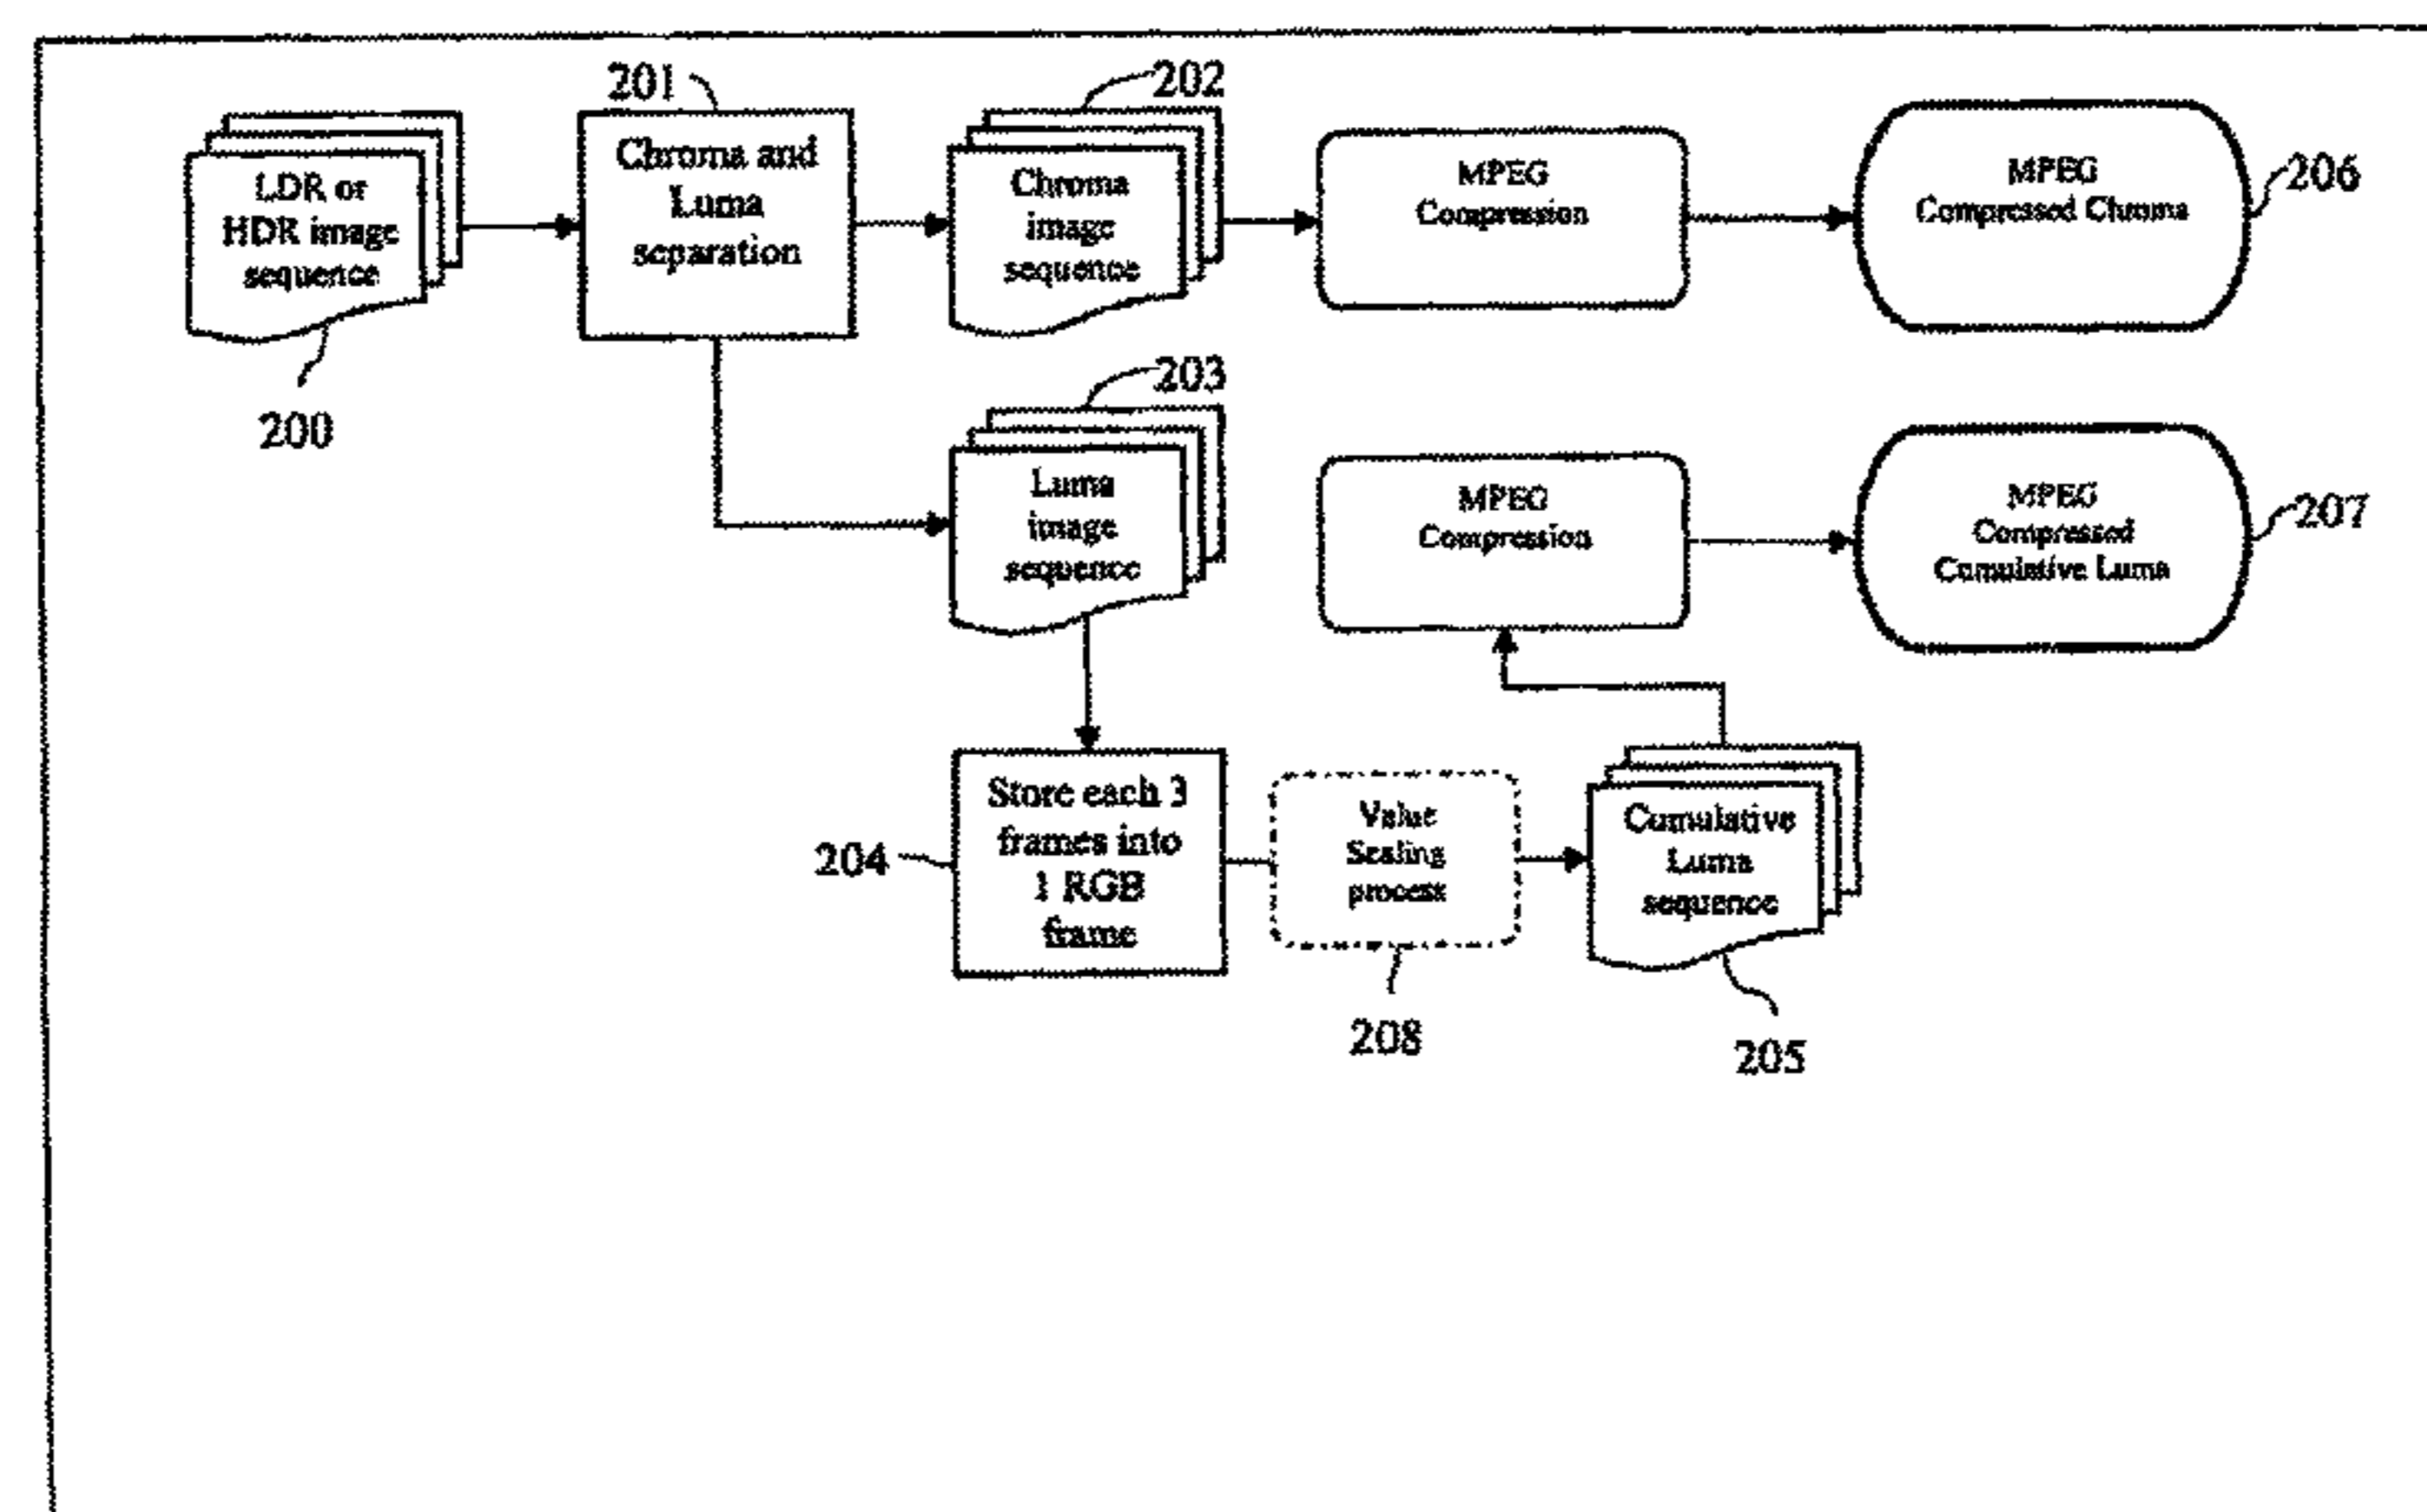 201
202
LDR or
HDR image
sequence
Chroma and
Luma
separation
Chroma
image
sequence
MPEG
Compression
MPEG
Compressed Chroma
206
200
203
Luma
image
sequence
MPEG
Compression
MPEG
Compressed
Cumulative Luma
207
204
Store each 3
frames into
1 RGB
frame
Value
Scaling
process
Cumulative
Luma
sequence
208
205